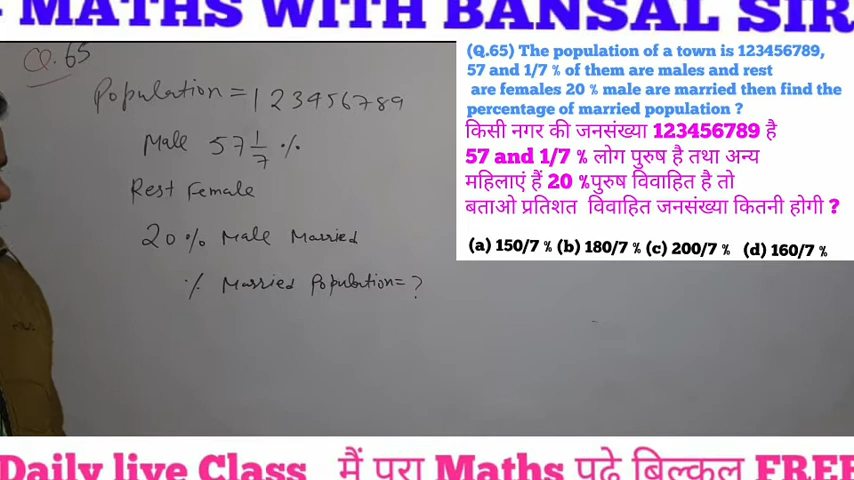 - MATHS WITH BANSAL SIR
Q.65
Population = 123456789
Male 57 1/7 %
Rest Female
20% Male Married
% Married Population = ?
(Q.65) The population of a town is 123456789,
57 and 1/7 % of them are males and rest
are females 20 % male are married then find the
percentage of married population ?
किसी नगर की जनसंख्या 123456789 है
57 and 1/7 % लोग पुरुष है तथा अन्य
महिलाएं हैं 20 %पुरुष विवाहित है तो
बताओ प्रतिशत विवाहित जनसंख्या कितनी होगी ?
(a) 150/7 % (b) 180/7 % (c) 200/7 % (d) 160/7 %
Daily live Class में पूरा Maths पढ़े बिल्कुल FREE